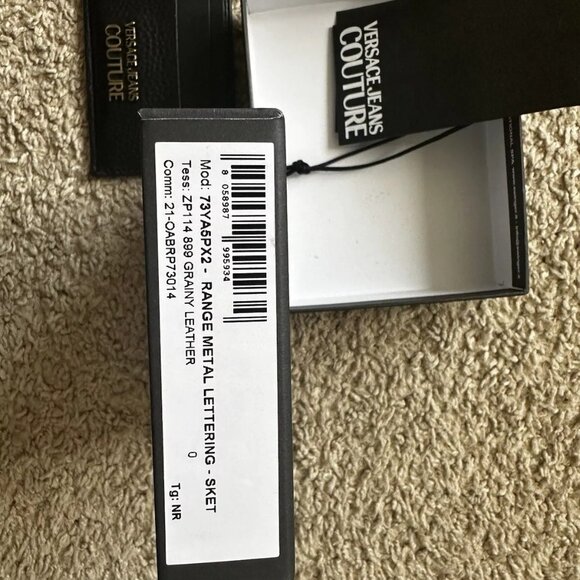 VERSACE JEANS
COUTURE
VERSACE JEANS
COUTURE
8 058987 995934
Mod: 73YA5PX2 - RANGE METAL LETTERING - SKET
Tess: ZP114 899 GRAINY LEATHER
0
Comm: 21-OABRP73014
Tg: NR